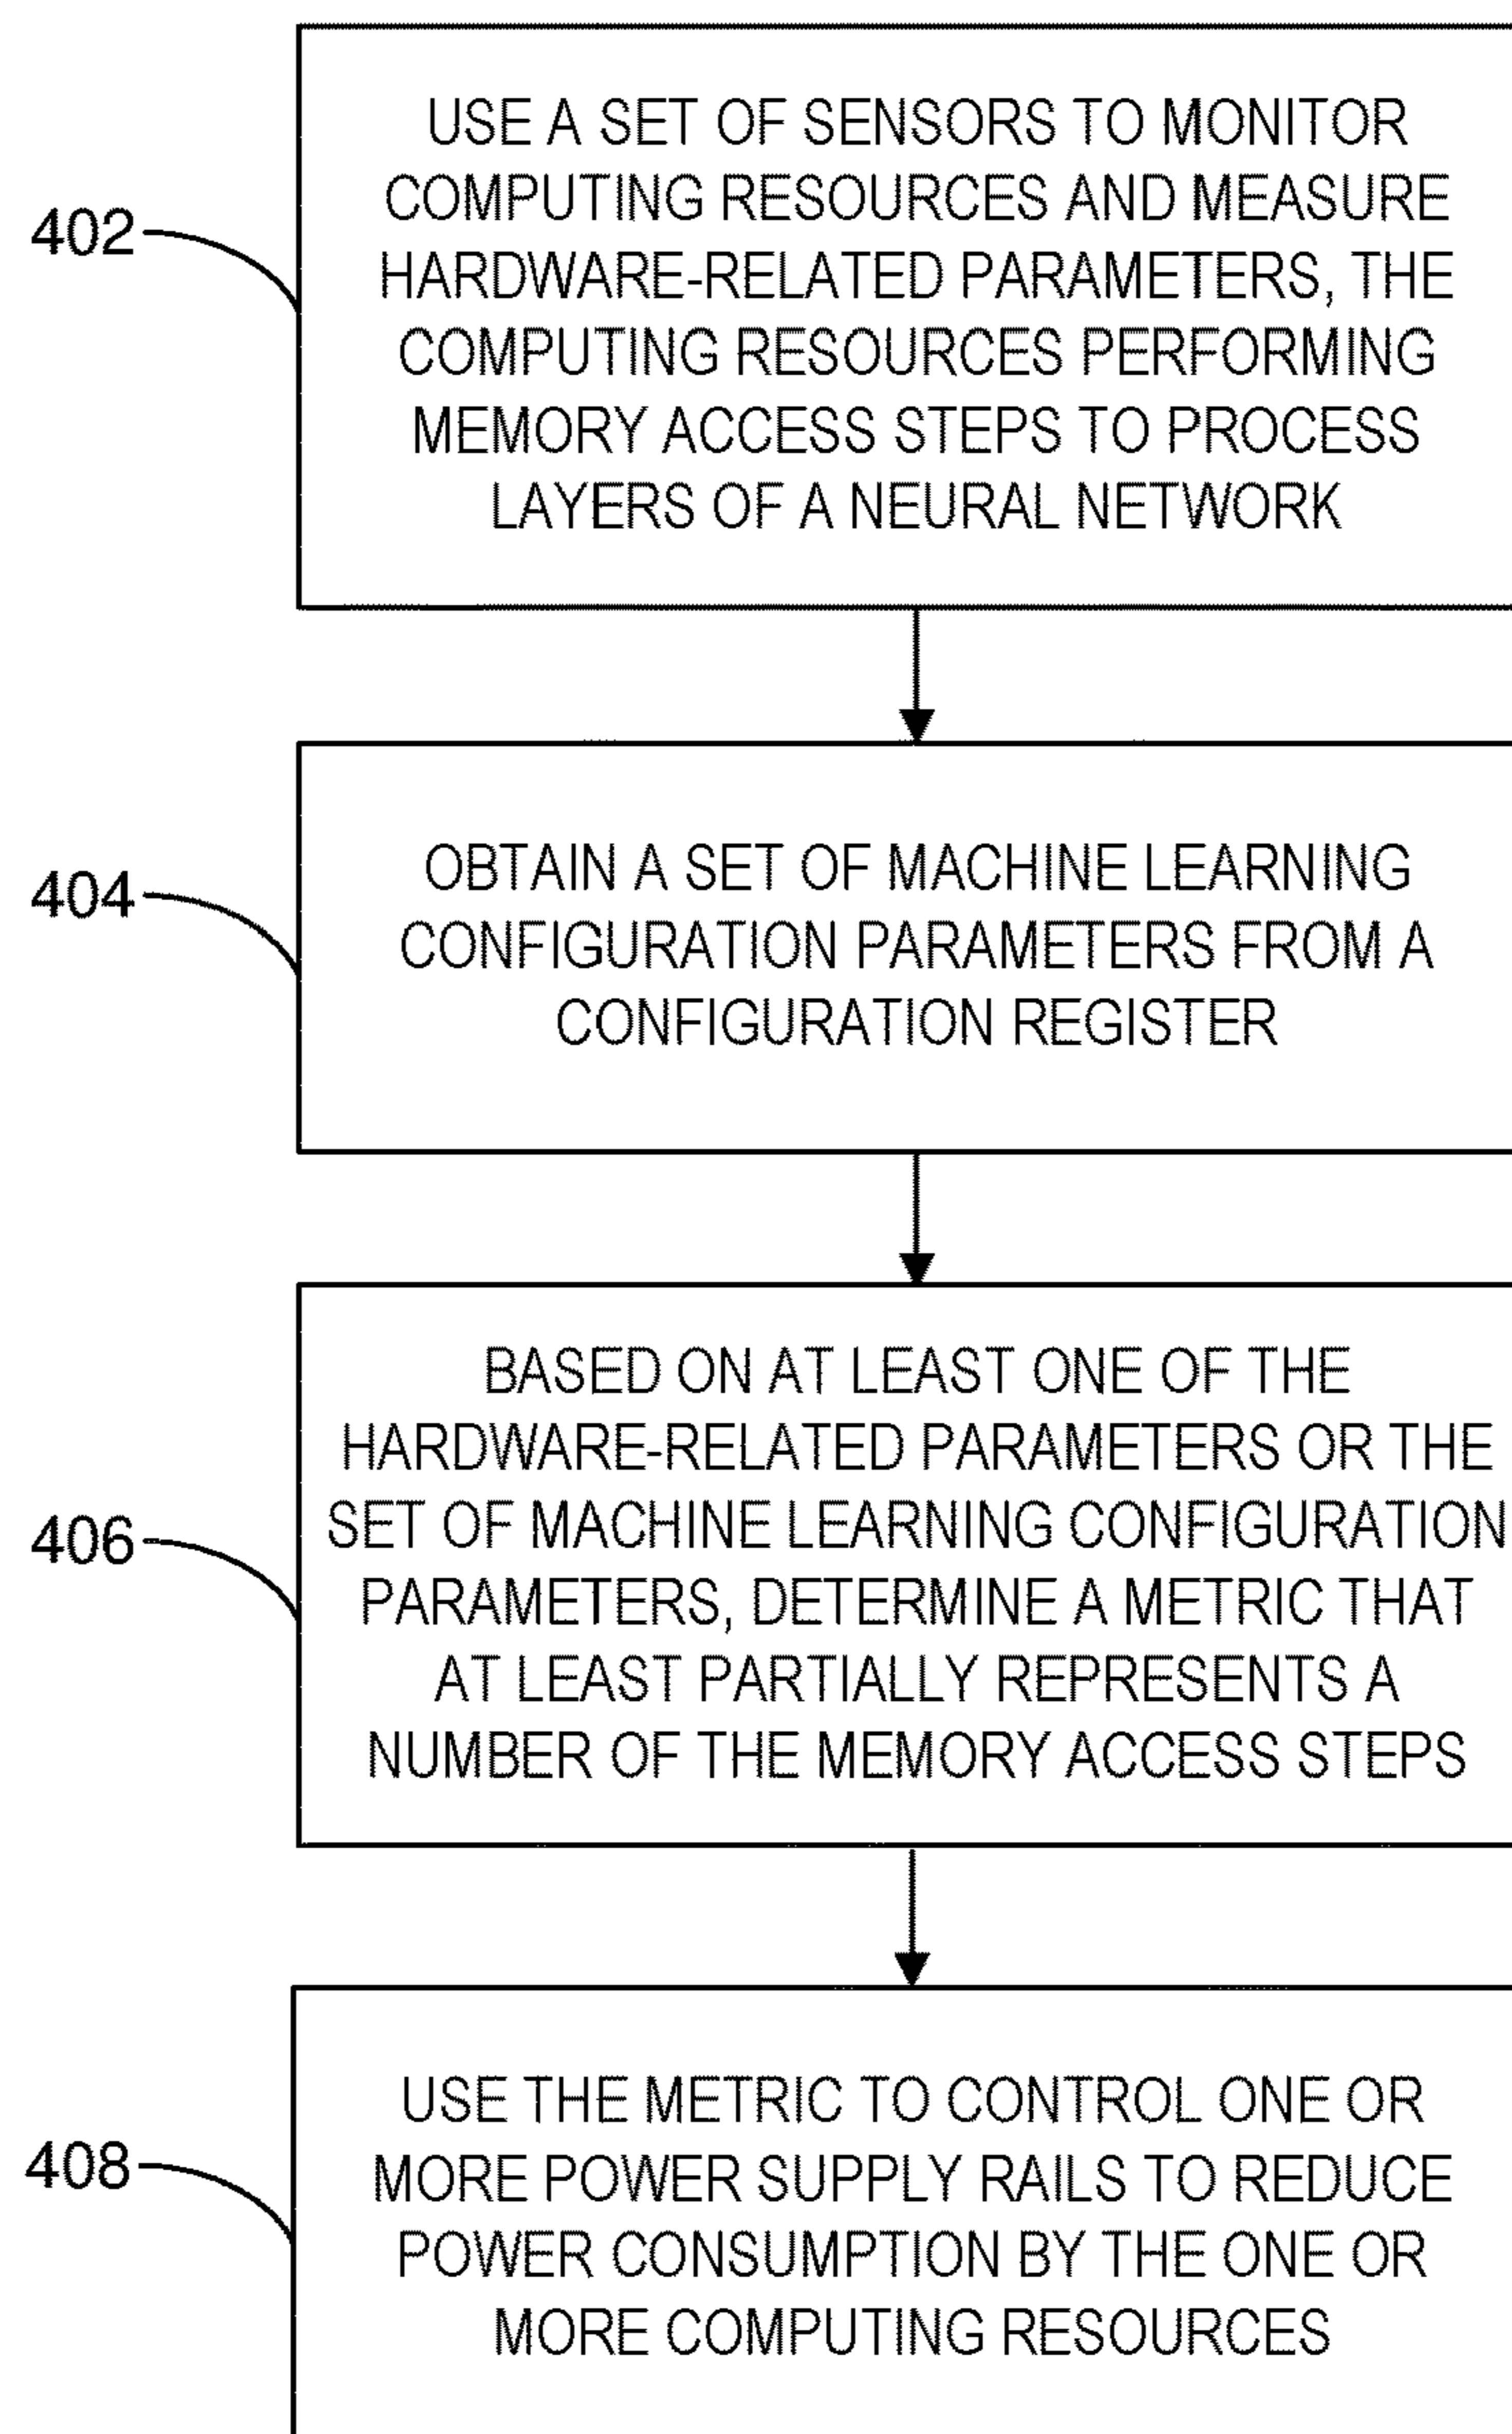 USE A SET OF SENSORS TO MONITOR
COMPUTING RESOURCES AND MEASURE
HARDWARE-RELATED PARAMETERS, THE
COMPUTING RESOURCES PERFORMING
MEMORY ACCESS STEPS TO PROCESS
LAYERS OF A NEURAL NETWORK
402
OBTAIN A SET OF MACHINE LEARNING
CONFIGURATION PARAMETERS FROM A
CONFIGURATION REGISTER
404
BASED ON AT LEAST ONE OF THE
HARDWARE-RELATED PARAMETERS OR THE
SET OF MACHINE LEARNING CONFIGURATION
PARAMETERS, DETERMINE A METRIC THAT
AT LEAST PARTIALLY REPRESENTS A
NUMBER OF THE MEMORY ACCESS STEPS
406
USE THE METRIC TO CONTROL ONE OR
MORE POWER SUPPLY RAILS TO REDUCE
POWER CONSUMPTION BY THE ONE OR
MORE COMPUTING RESOURCES
408